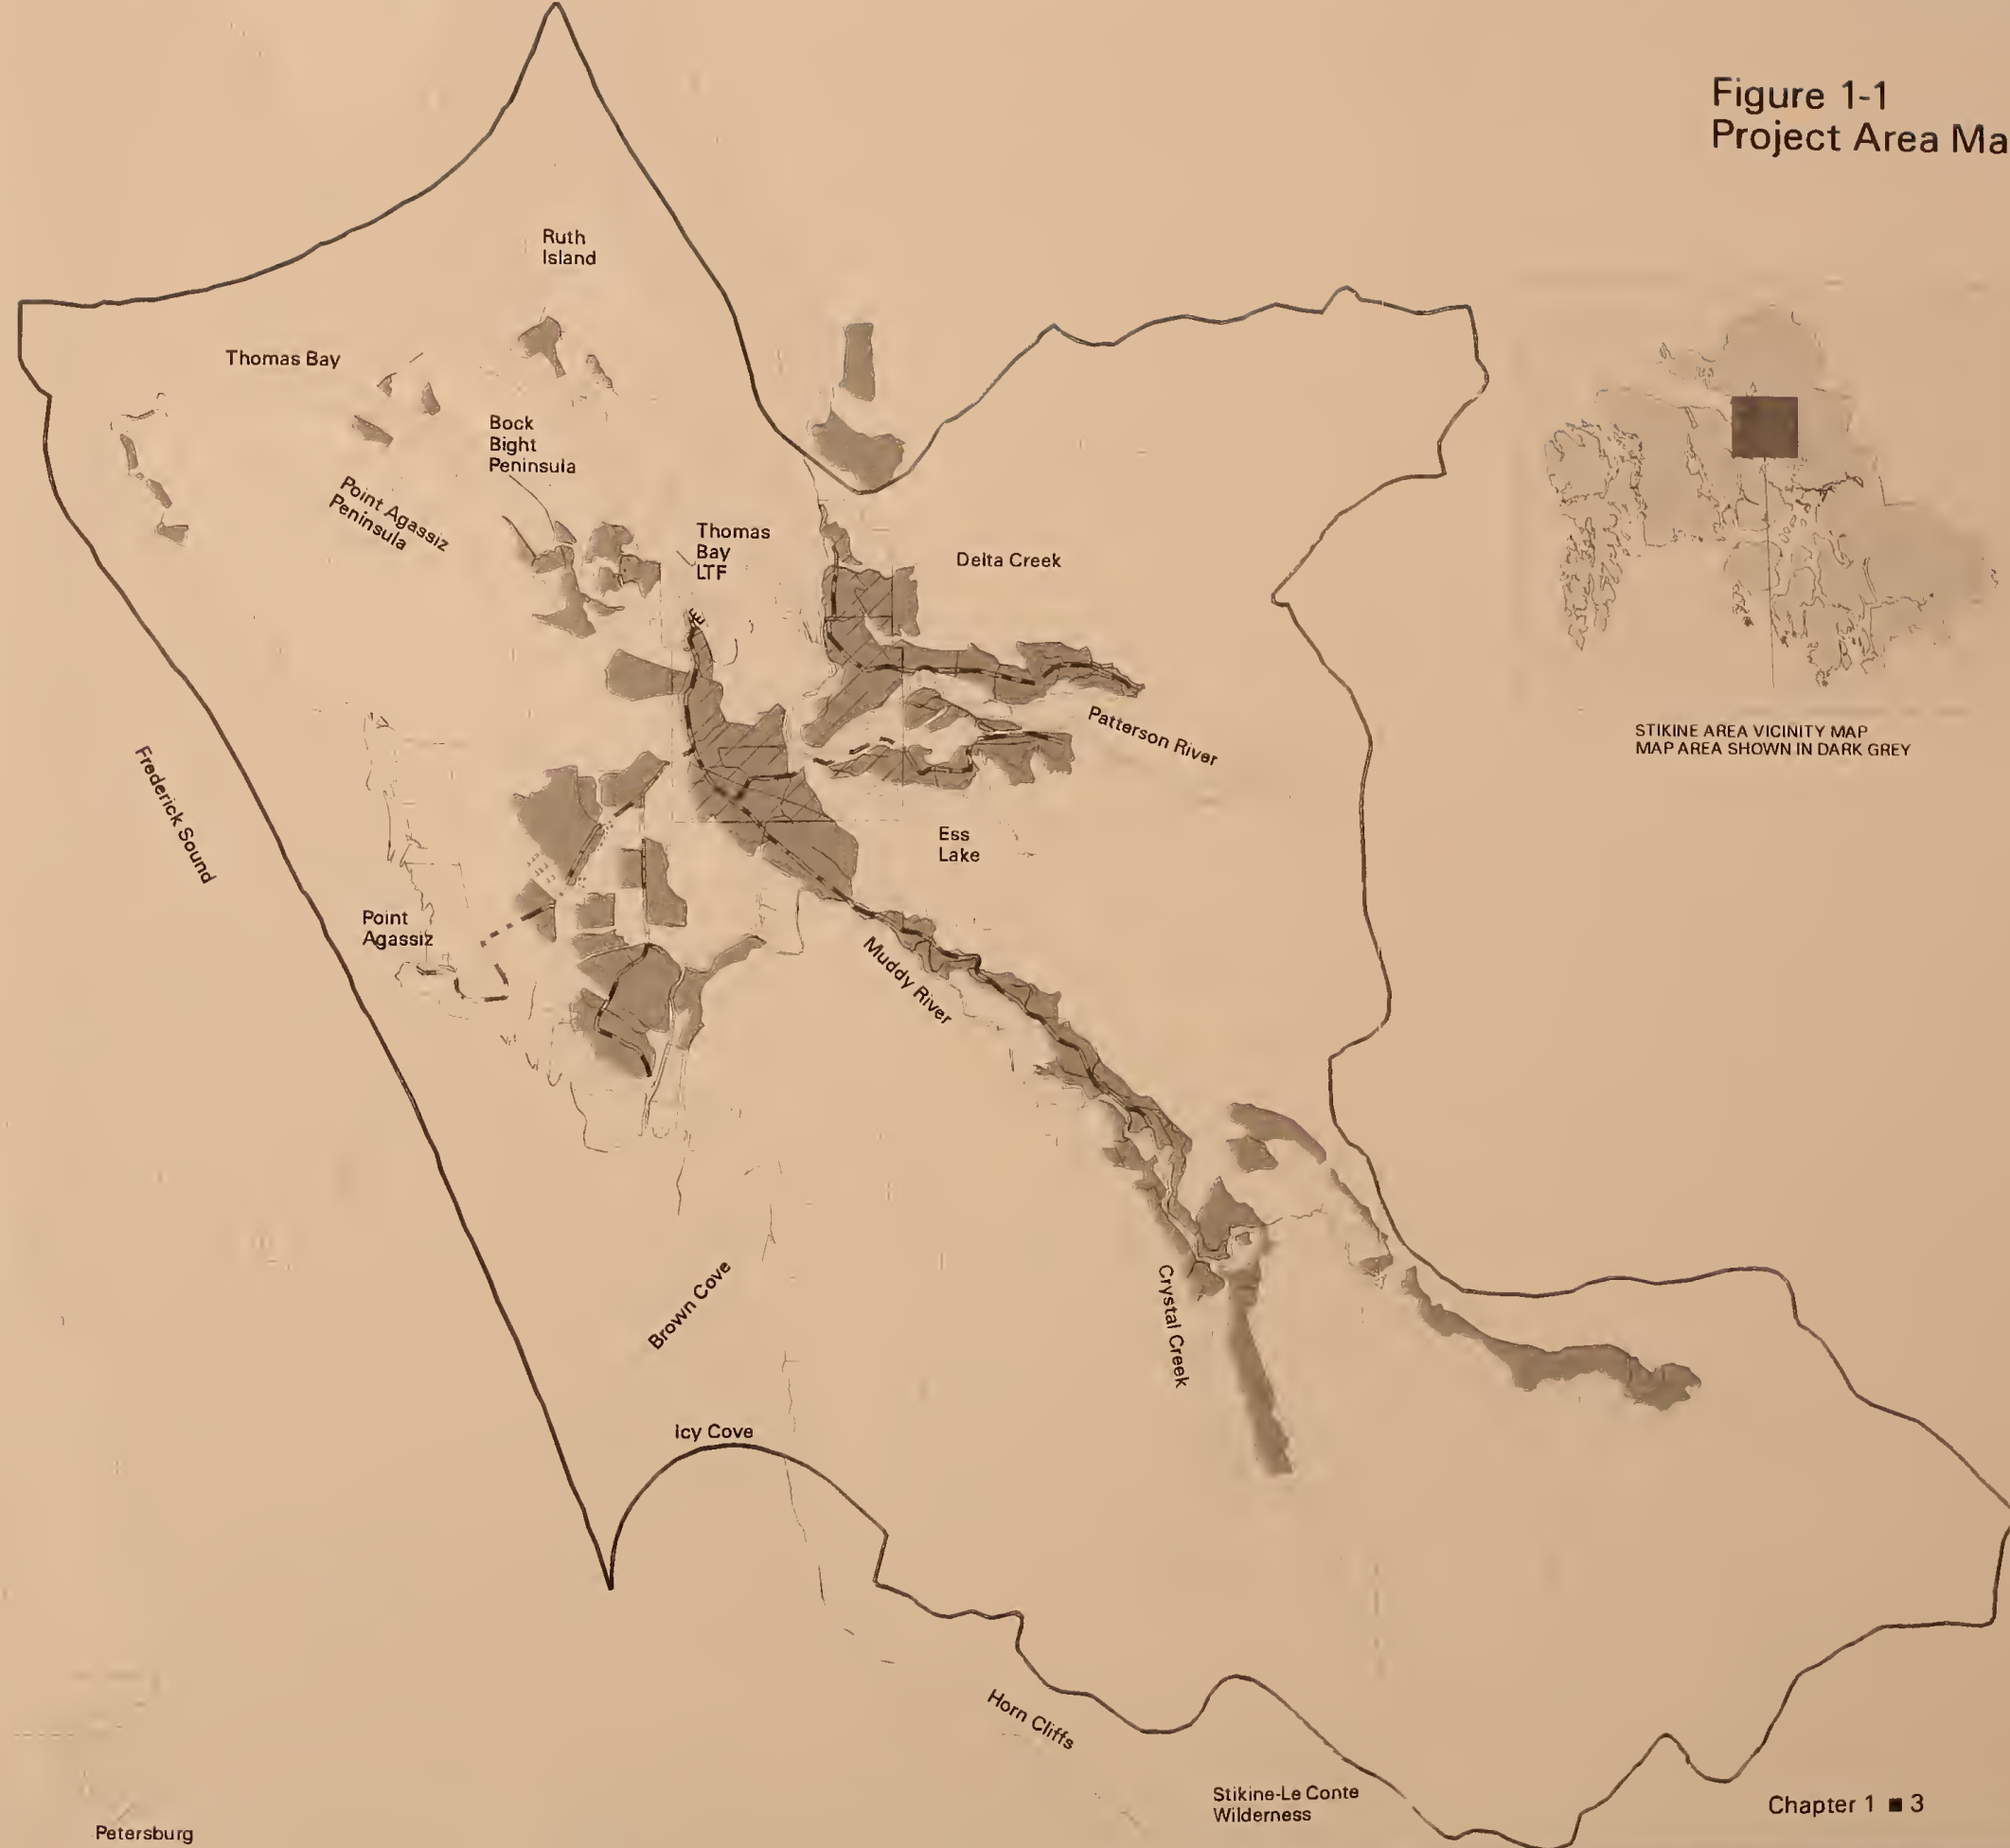 Figure 1-1
Project Area Ma
Ruth
Island
Thomas Bay
Bock
Bight
Peninsula
Point Agassiz
Peninsula
Thomas
Bay
LTF
Delta Creek
Patterson River
STIKINE AREA VICINITY MAP
MAP AREA SHOWN IN DARK GREY
Frederick Sound
Ess
Lake
Point
Agassiz
Muddy River
Brown Cove
Crystal Creek
Icy Cove
Horn Cliffs
Stikine-Le Conte
Wilderness
Chapter 1 ■ 3
Petersburg